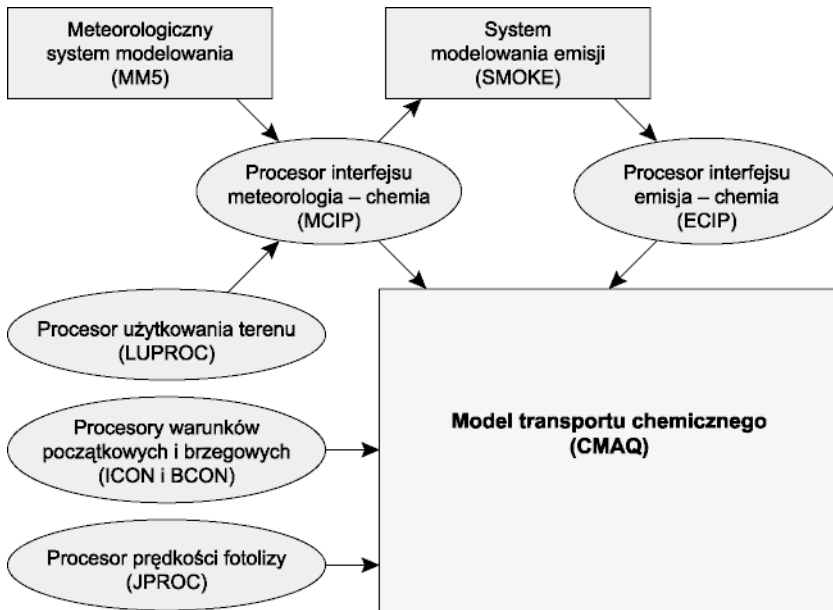 Meteorologiczny
system modelowania
(MM5)
System
modelowania emisji
(SMOKE)
Procesor interfejsu
meteorologia – chemia
(MCIP)
Procesor interfejsu
emisja – chemia
(ECIP)
Procesor użytkowania terenu
(LUPROC)
Procesory warunków
początkowych i brzegowych
(ICON i BCON)
Model transportu chemicznego
(CMAQ)
Procesor prędkości fotolizy
(JPROC)